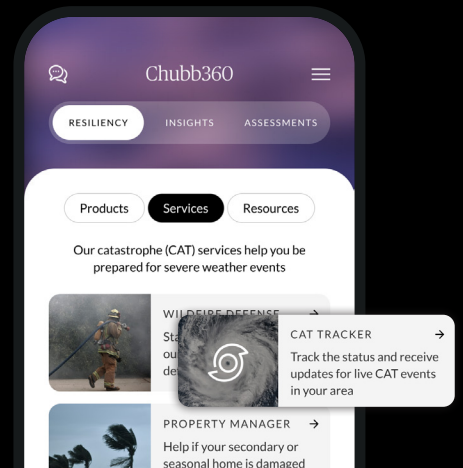 Chubb360
RESILIENCY INSIGHTS ASSESSMENTS
Products Services Resources
Our catastrophe (CAT) services help you be
prepared for severe weather events
WILDFIRE DEFENSE
CAT TRACKER
Track the status and receive
updates for live CAT events
in your area
PROPERTY MANAGER
Help if your secondary or
seasonal home is damaged